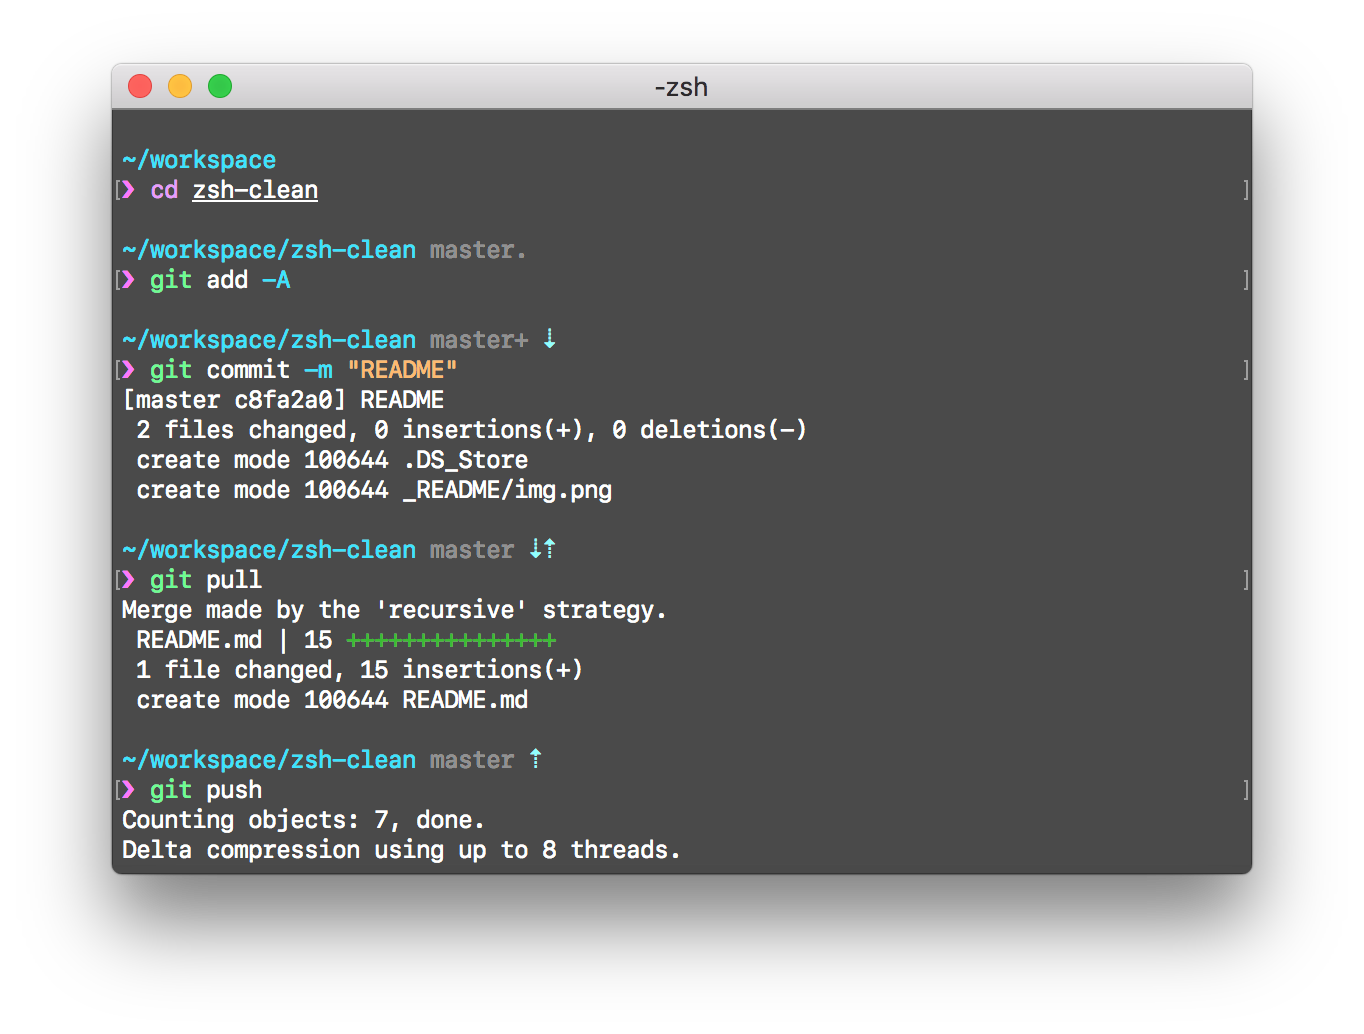 -zsh
~/workspace
[❯ cd zsh-clean ]
~/workspace/zsh-clean master.
[❯ git add -A ]
~/workspace/zsh-clean master+ ⇣
[❯ git commit -m "README" ]
[master c8fa2a0] README
 2 files changed, 0 insertions(+), 0 deletions(-)
 create mode 100644 .DS_Store
 create mode 100644 _README/img.png
~/workspace/zsh-clean master ⇣⇡
[❯ git pull ]
Merge made by the 'recursive' strategy.
 README.md | 15 +++++++++++++++
 1 file changed, 15 insertions(+)
 create mode 100644 README.md
~/workspace/zsh-clean master ⇡
[❯ git push ]
Counting objects: 7, done.
Delta compression using up to 8 threads.